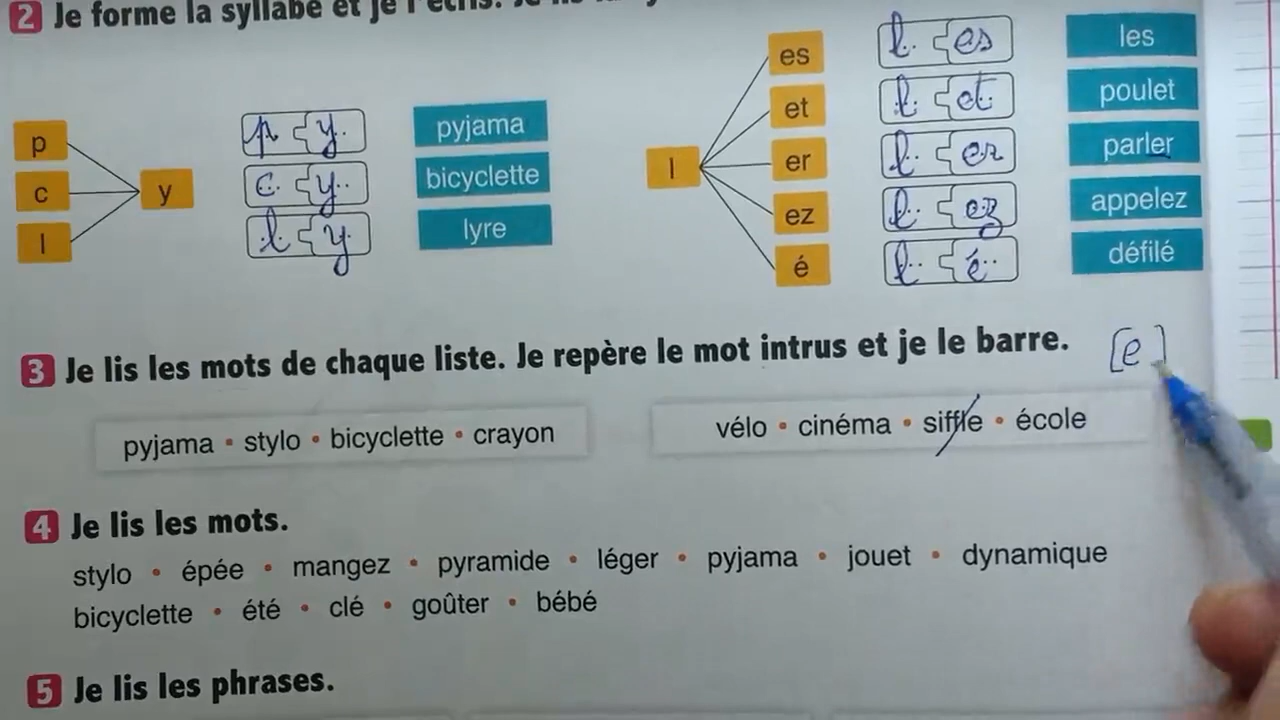 2 Je forme la syllabe et je l'écris.
p
c
l
y
p y
c y
l y
pyjama
bicyclette
lyre
l
es
et
er
ez
é
l es
l et
l er
l ez
l é
les
poulet
parler
appelez
défilé
3 Je lis les mots de chaque liste. Je repère le mot intrus et je le barre. [e]
pyjama • stylo • bicyclette • crayon
vélo • cinéma • siffle • école
4 Je lis les mots.
stylo • épée • mangez • pyramide • léger • pyjama • jouet • dynamique
bicyclette • été • clé • goûter • bébé
5 Je lis les phrases.